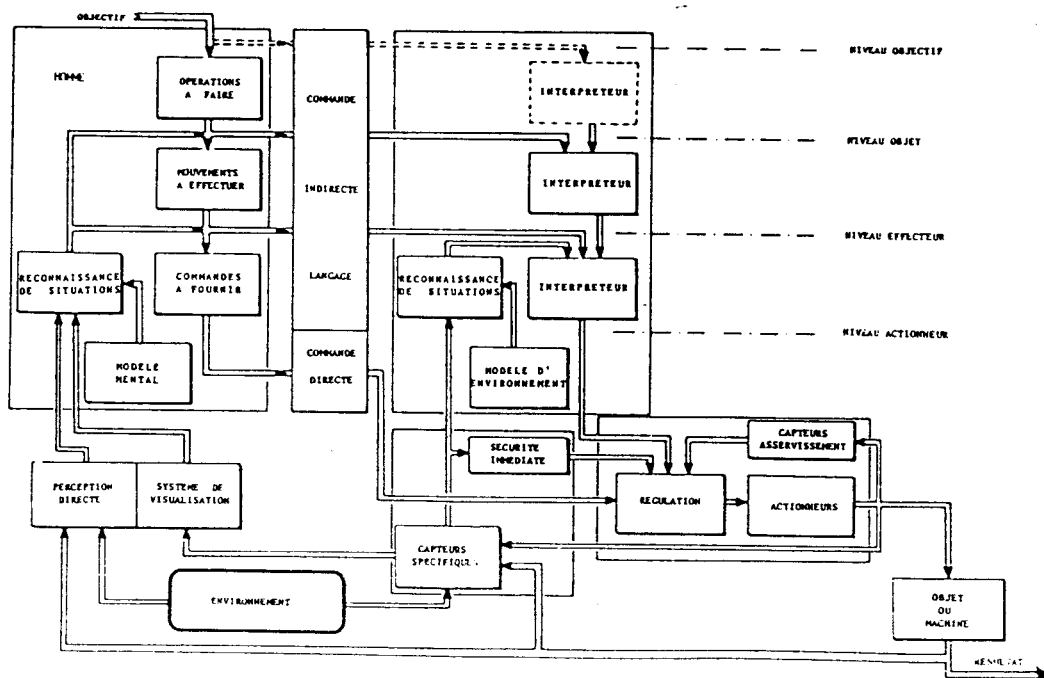 OBJECTIF
HOMME
OPERATIONS
A FAIRE
MOUVEMENTS
A EFFECTUER
RECONNAISSANCE
DE SITUATIONS
COMMANDES
A FOURNIR
MODELE
MENTAL
COMMANDE
INDIRECTE
LANGAGE
COMMANDE
DIRECTE
INTERPRETEUR
INTERPRETEUR
RECONNAISSANCE
DE SITUATIONS
INTERPRETEUR
MODELE D'
ENVIRONNEMENT
NIVEAU OBJECTIF
NIVEAU OBJET
NIVEAU EFFECTEUR
NIVEAU ACTIONNEUR
PERCEPTION
DIRECTE
SYSTEME DE
VISUALISATION
SECURITE
IMMEDIATE
CAPTEURS
ASSERVISSEMENT
REGULATION
ACTIONNEURS
CAPTEURS
ENVIRONNEMENT
OBJET
OU
MACHINE
RESULTAT